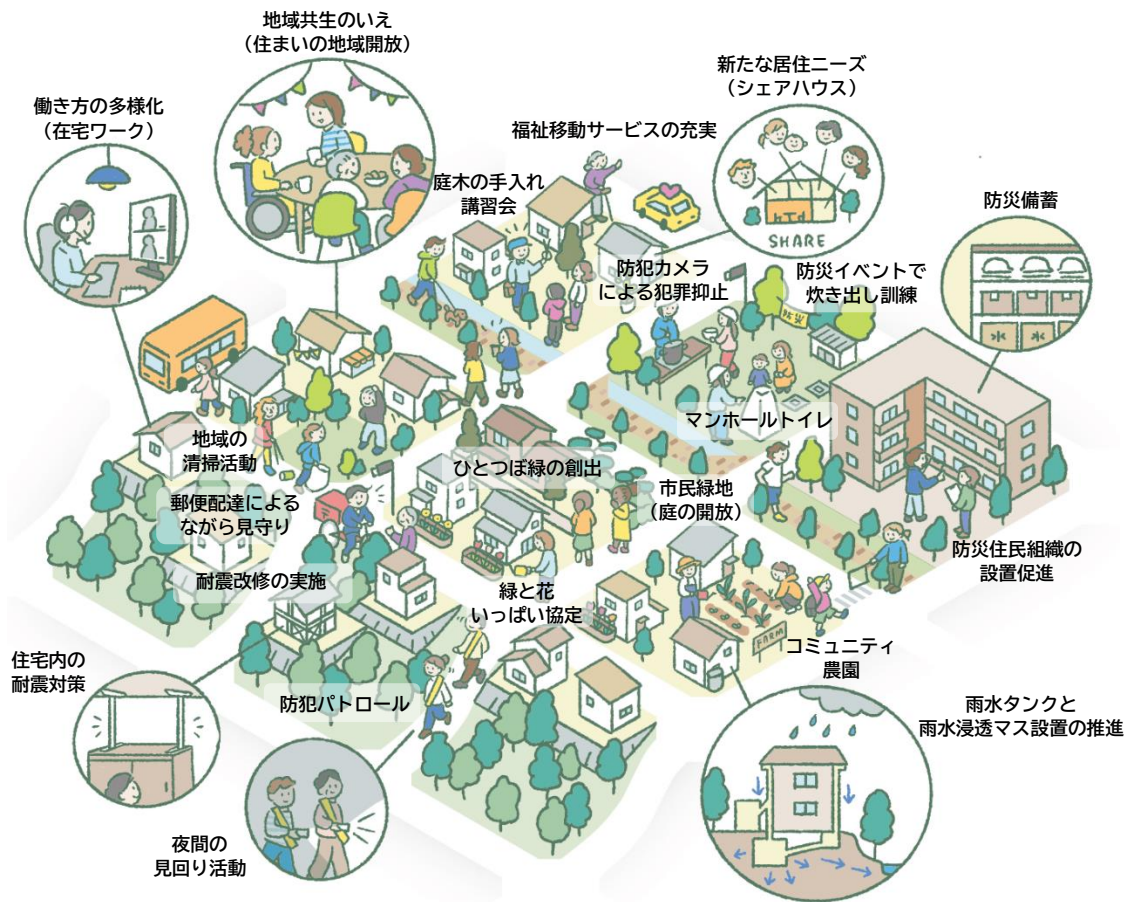 地域共生のいえ
（住まいの地域開放）
働き方の多様化
（在宅ワーク）
新たな居住ニーズ
（シェアハウス）
福祉移動サービスの充実
庭木の手入れ
講習会
防災備蓄
SHARE
防犯カメラ
による犯罪抑止
防災イベントで
炊き出し訓練
防災
水
水
マンホールトイレ
地域の
清掃活動
ひとつぼ緑の創出
市民緑地
（庭の開放）
郵便配達による
ながら見守り
防災住民組織の
設置促進
耐震改修の実施
緑と花
いっぱい協定
FARM
コミュニティ
農園
住宅内の
耐震対策
防犯パトロール
雨水タンクと
雨水浸透マス設置の推進
夜間の
見回り活動